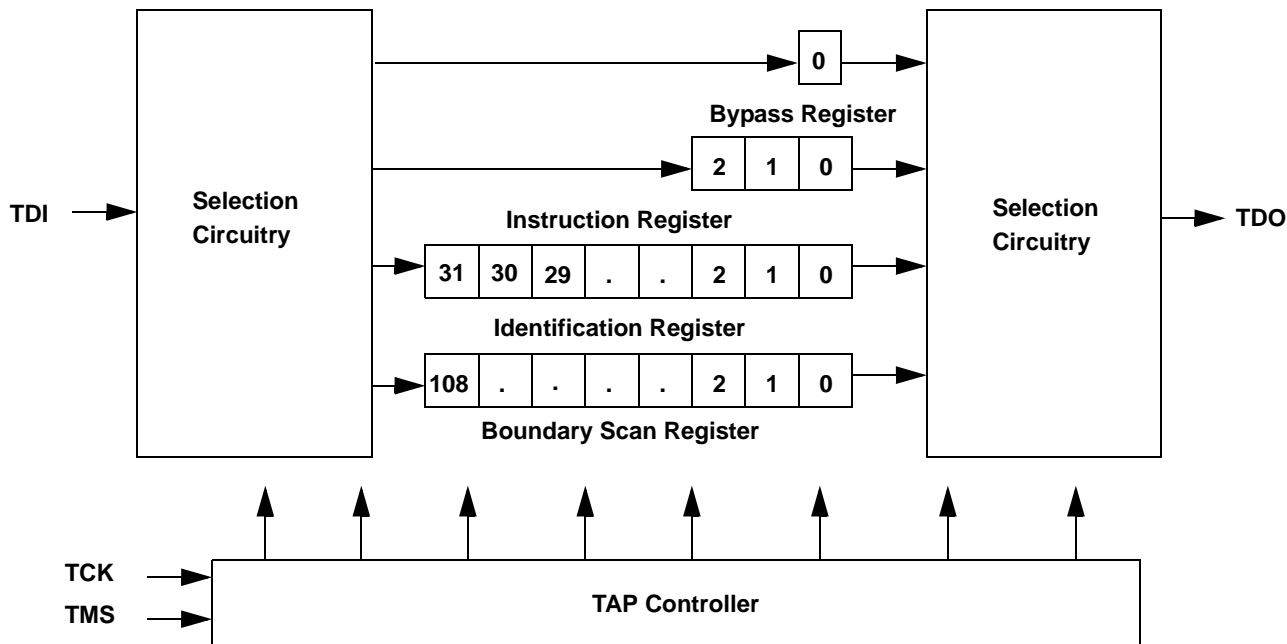 0
Bypass Register
2 1 0
Selection
Circuitry
Selection
Circuitry
TDI
TDO
Instruction Register
31 30 29 . . 2 1 0
Identification Register
108 . . . . 2 1 0
Boundary Scan Register
TCK
TMS
TAP Controller